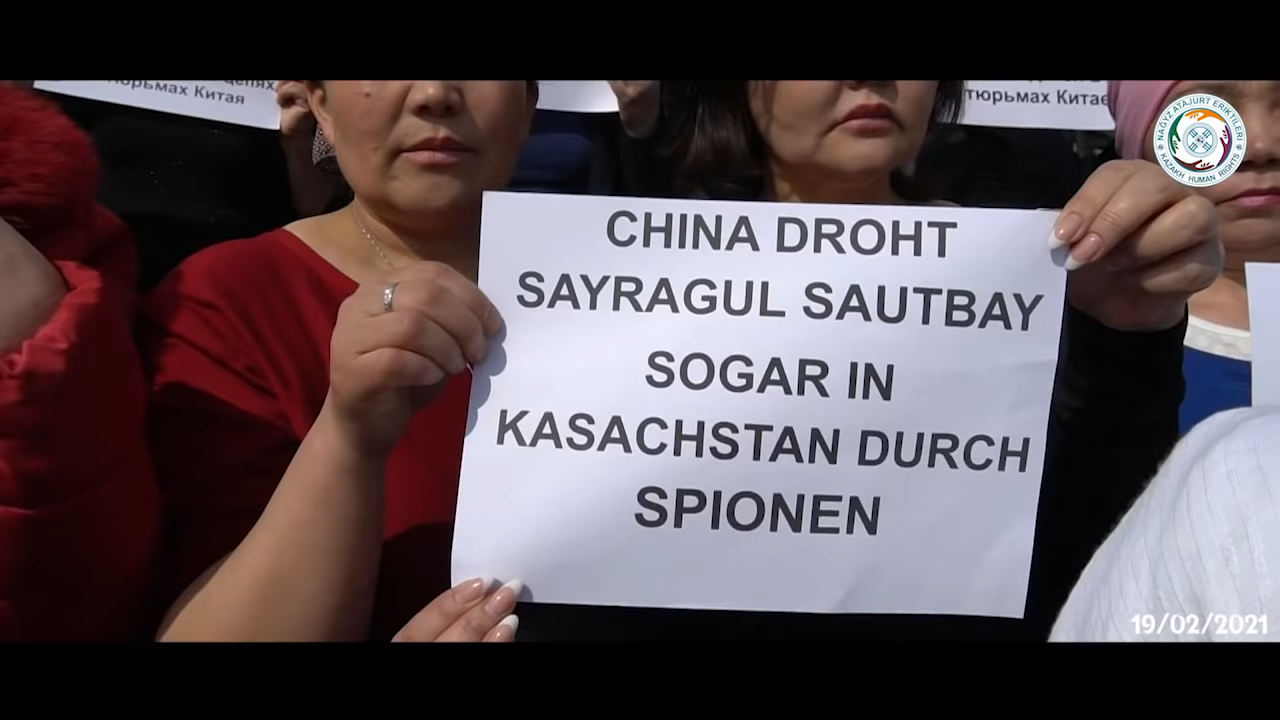 тюрьмах Китая
тюрьмах Китае
NAGYZ ATAJURT ERIKTILERI
KAZAKH HUMAN RIGHTS
CHINA DROHT
SAYRAGUL SAUTBAY
SOGAR IN
KASACHSTAN DURCH
SPIONEN
19/02/2021